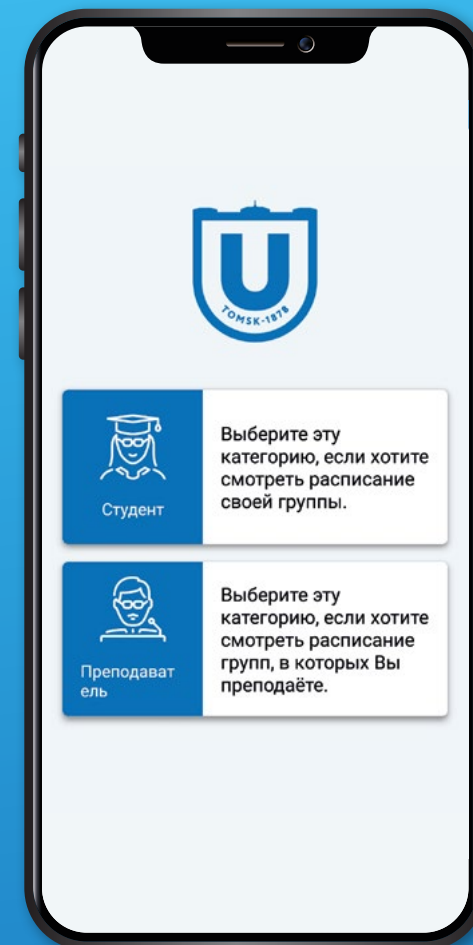 U
TOMSK-1878
Студент
Выберите эту
категорию, если хотите
смотреть расписание
своей группы.
Преподават
ель
Выберите эту
категорию, если хотите
смотреть расписание
групп, в которых Вы
преподаёте.